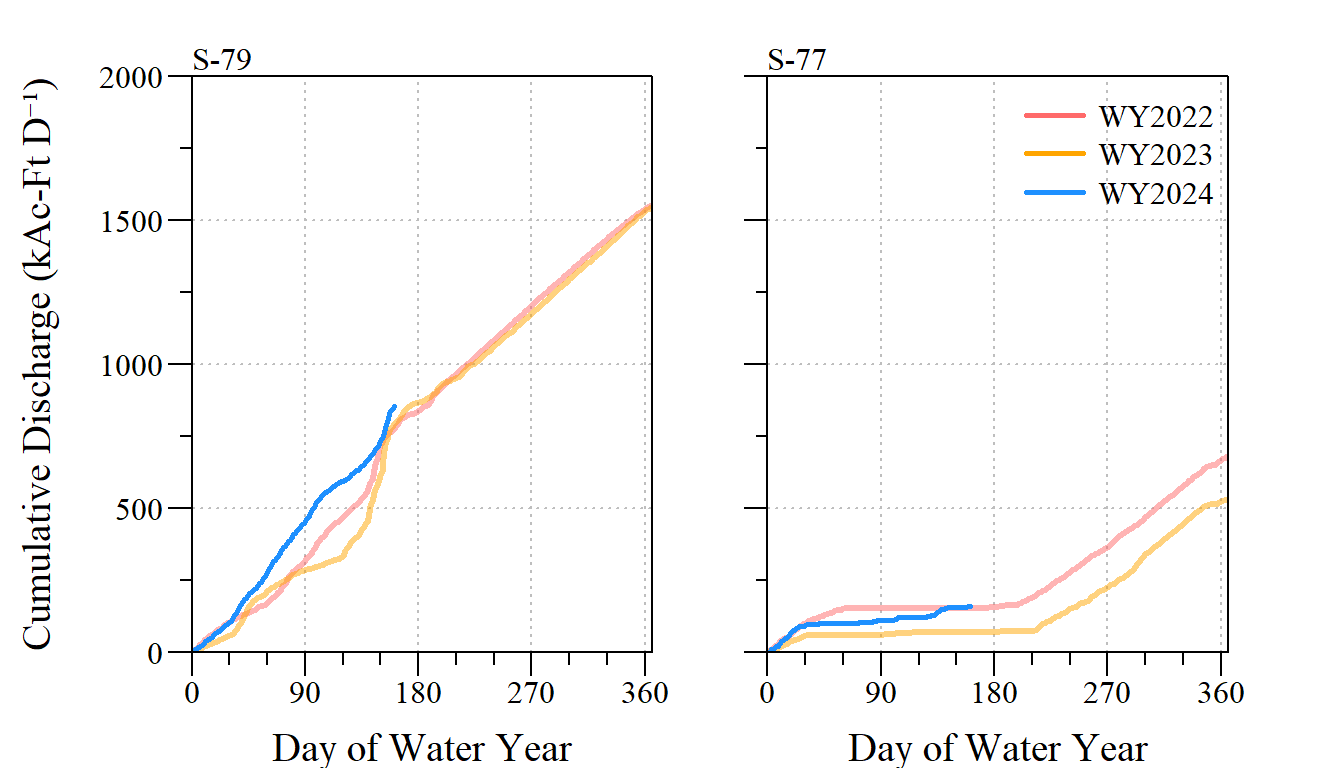 S-79
S-77
Cumulative Discharge (kAc-Ft D⁻¹)
2000
1500
1000
500
0
WY2022
WY2023
WY2024
0 90 180 270 360
0 90 180 270 360
Day of Water Year
Day of Water Year